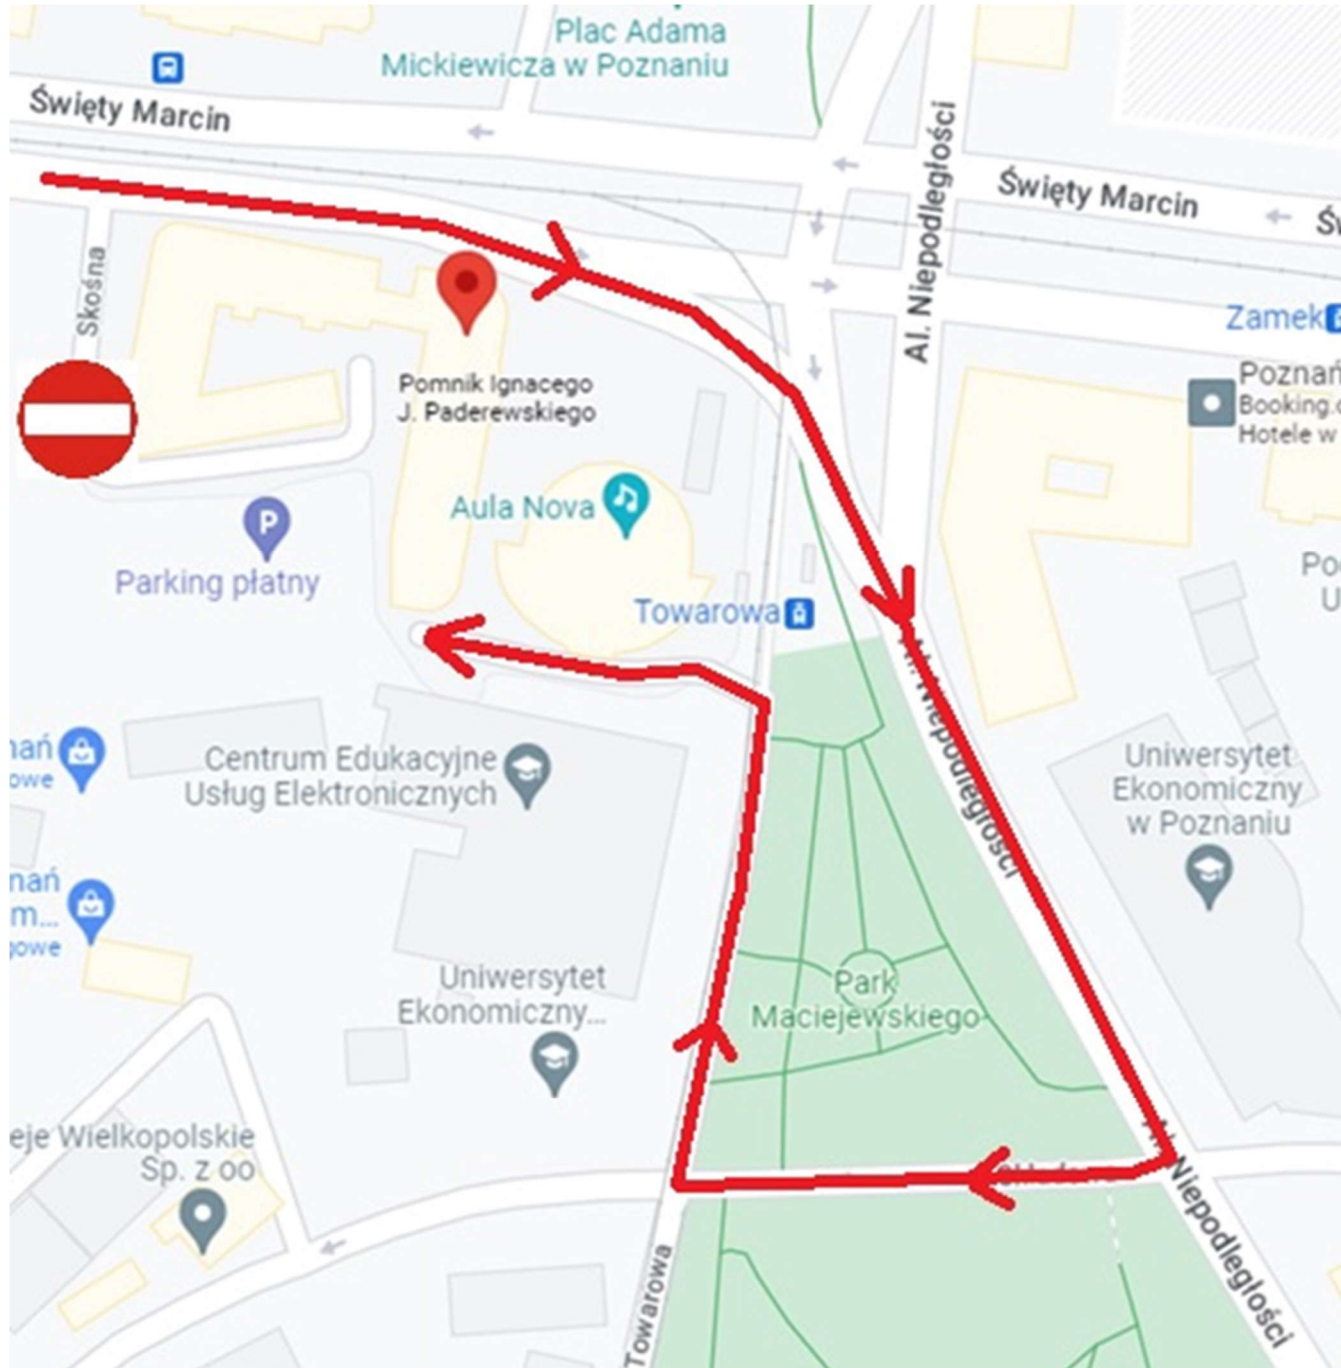 Plac Adama
Mickiewicza w Poznaniu
Święty Marcin
Al. Niepodległości
Święty Marcin
Skośna
Zamek
Pomnik Ignacego
J. Paderewskiego
Poznań
Booking.
Hotele w
Aula Nova
P
Parking płatny
Towarowa
Al. Niepodległości
Centrum Edukacyjne
Usług Elektronicznych
Uniwersytet
Ekonomiczny
w Poznaniu
Uniwersytet
Ekonomiczny...
Park
Maciejewskiego
eje Wielkopolskie
Sp. z oo
Al. Niepodległości
Towarowa